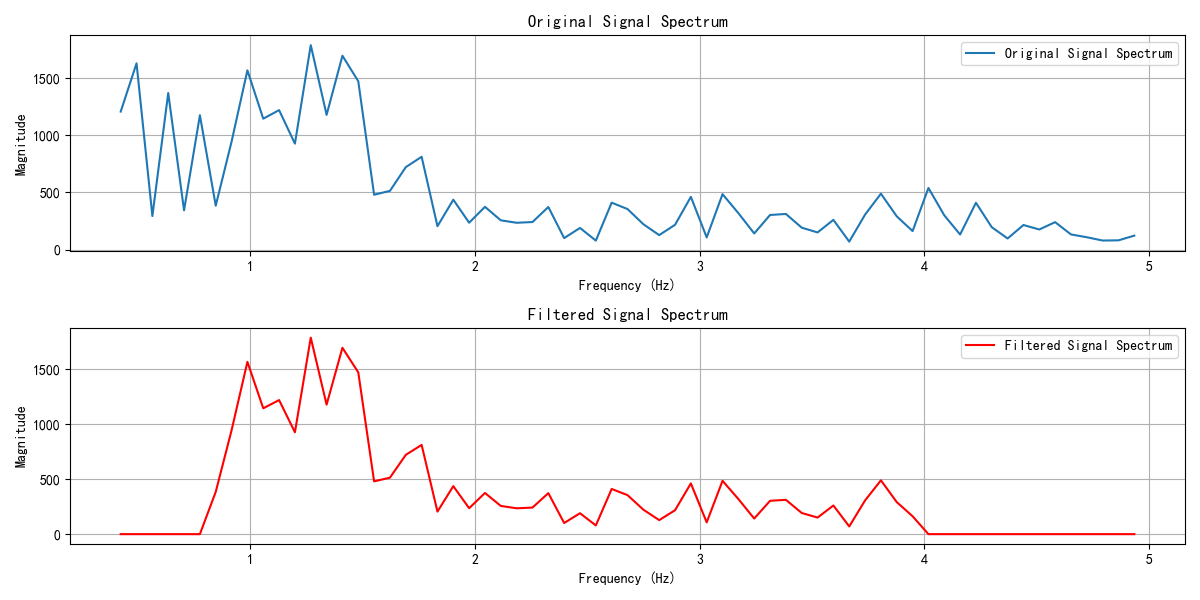 Original Signal Spectrum
Original Signal Spectrum
Magnitude
1500
1000
500
0
1 2 3 4 5
Frequency (Hz)
Filtered Signal Spectrum
Filtered Signal Spectrum
Magnitude
1500
1000
500
0
1 2 3 4 5
Frequency (Hz)